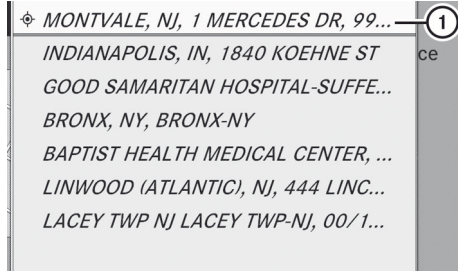 MONTVALE, NJ, 1 MERCEDES DR, 99... 1
INDIANAPOLIS, IN, 1840 KOEHNE ST ce
GOOD SAMARITAN HOSPITAL-SUFFE...
BRONX, NY, BRONX-NY
BAPTIST HEALTH MEDICAL CENTER, ...
LINWOOD (ATLANTIC), NJ, 444 LINC...
LACEY TWP NJ LACEY TWP-NJ, 00/1...